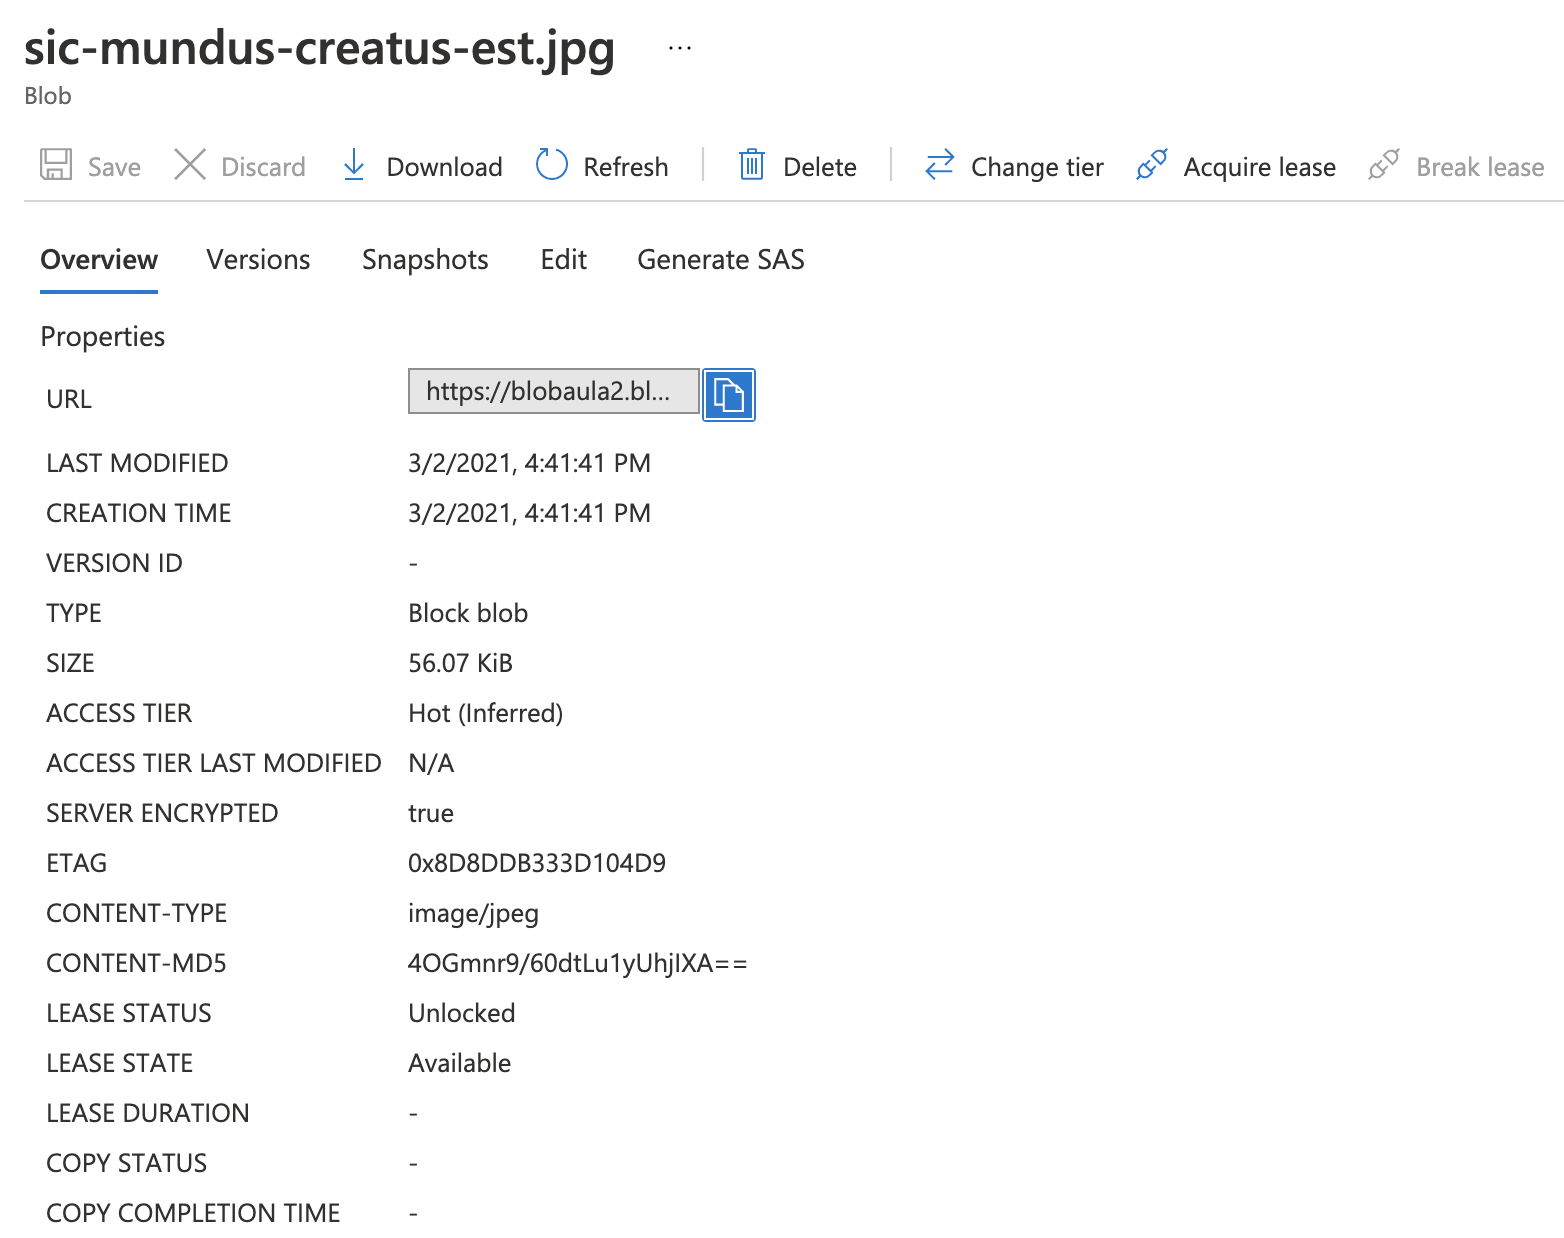 sic-mundus-creatus-est.jpg ...
Blob
Save Discard Download Refresh Delete Change tier Acquire lease Break lease
Overview Versions Snapshots Edit Generate SAS
Properties
URL https://blobaula2.bl...
LAST MODIFIED 3/2/2021, 4:41:41 PM
CREATION TIME 3/2/2021, 4:41:41 PM
VERSION ID -
TYPE Block blob
SIZE 56.07 KiB
ACCESS TIER Hot (Inferred)
ACCESS TIER LAST MODIFIED N/A
SERVER ENCRYPTED true
ETAG 0x8D8DDB333D104D9
CONTENT-TYPE image/jpeg
CONTENT-MD5 4OGmnr9/60dtLu1yUhjIXA==
LEASE STATUS Unlocked
LEASE STATE Available
LEASE DURATION -
COPY STATUS -
COPY COMPLETION TIME -